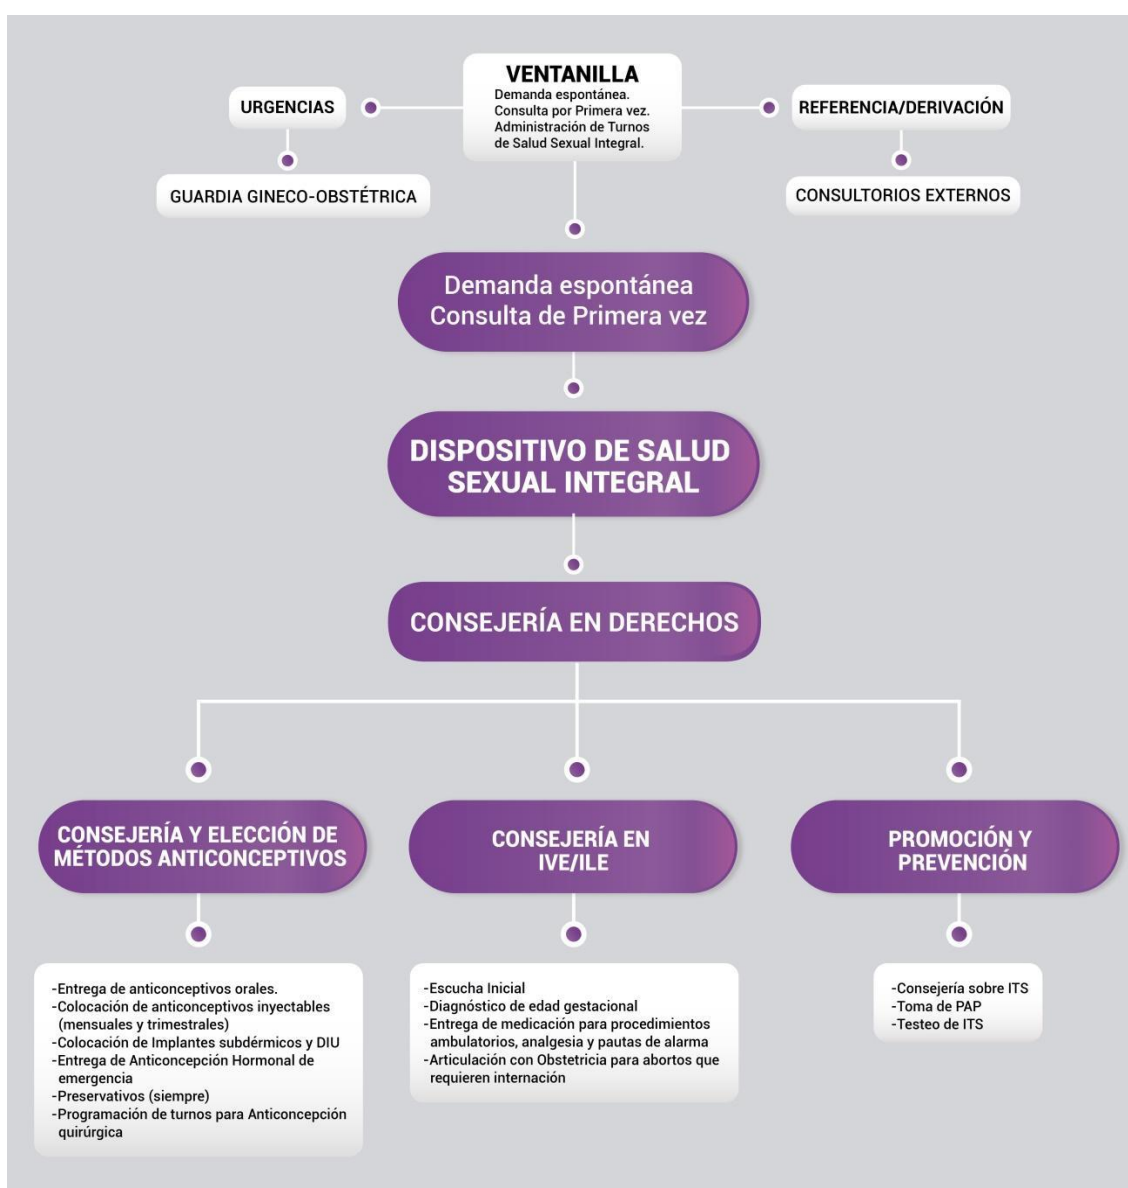 VENTANILLA
Demanda espontánea.
Consulta por Primera vez.
Administración de Turnos
de Salud Sexual Integral.
URGENCIAS
REFERENCIA/DERIVACIÓN
GUARDIA GINECO-OBSTÉTRICA
CONSULTORIOS EXTERNOS
Demanda espontánea
Consulta de Primera vez
DISPOSITIVO DE SALUD
SEXUAL INTEGRAL
CONSEJERÍA EN DERECHOS
CONSEJERÍA Y ELECCIÓN DE
MÉTODOS ANTICONCEPTIVOS
-Entrega de anticonceptivos orales.
-Colocación de anticonceptivos inyectables
(mensuales y trimestrales)
-Colocación de Implantes subdérmicos y DIU
-Entrega de Anticoncepción Hormonal de
emergencia
-Preservativos (siempre)
-Programación de turnos para Anticoncepción
quirúrgica
CONSEJERÍA EN
IVE/ILE
-Escucha Inicial
-Diagnóstico de edad gestacional
-Entrega de medicación para procedimientos
ambulatorios, analgesia y pautas de alarma
-Articulación con Obstetricia para abortos que
requieren internación
PROMOCIÓN Y
PREVENCIÓN
-Consejería sobre ITS
-Toma de PAP
-Testeo de ITS